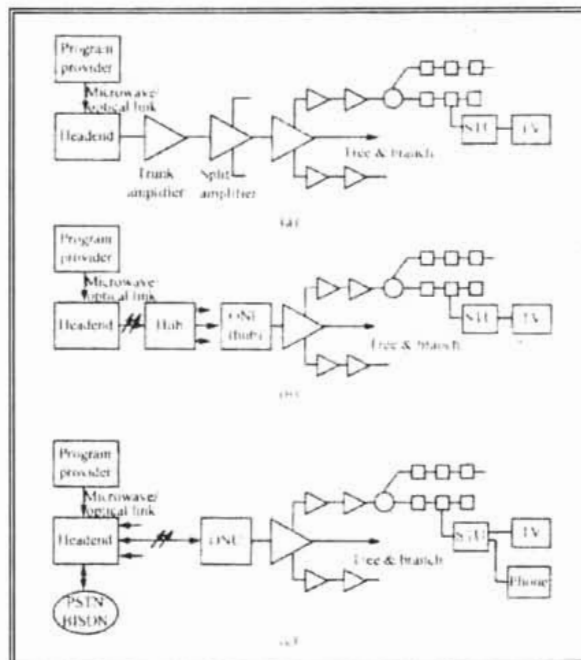 Program
provider
Microwave/
optical link
Headend
Trunk
amplifier
Split
amplifier
Tree & branch
STU
TV
(a)
Program
provider
Microwave/
optical link
Headend
Hub
ONU
(hub)
Tree & branch
STU
TV
(b)
Program
provider
Microwave/
optical link
Headend
ONU
Tree & branch
STU
TV
Phone
PSTN
BISDN
(c)